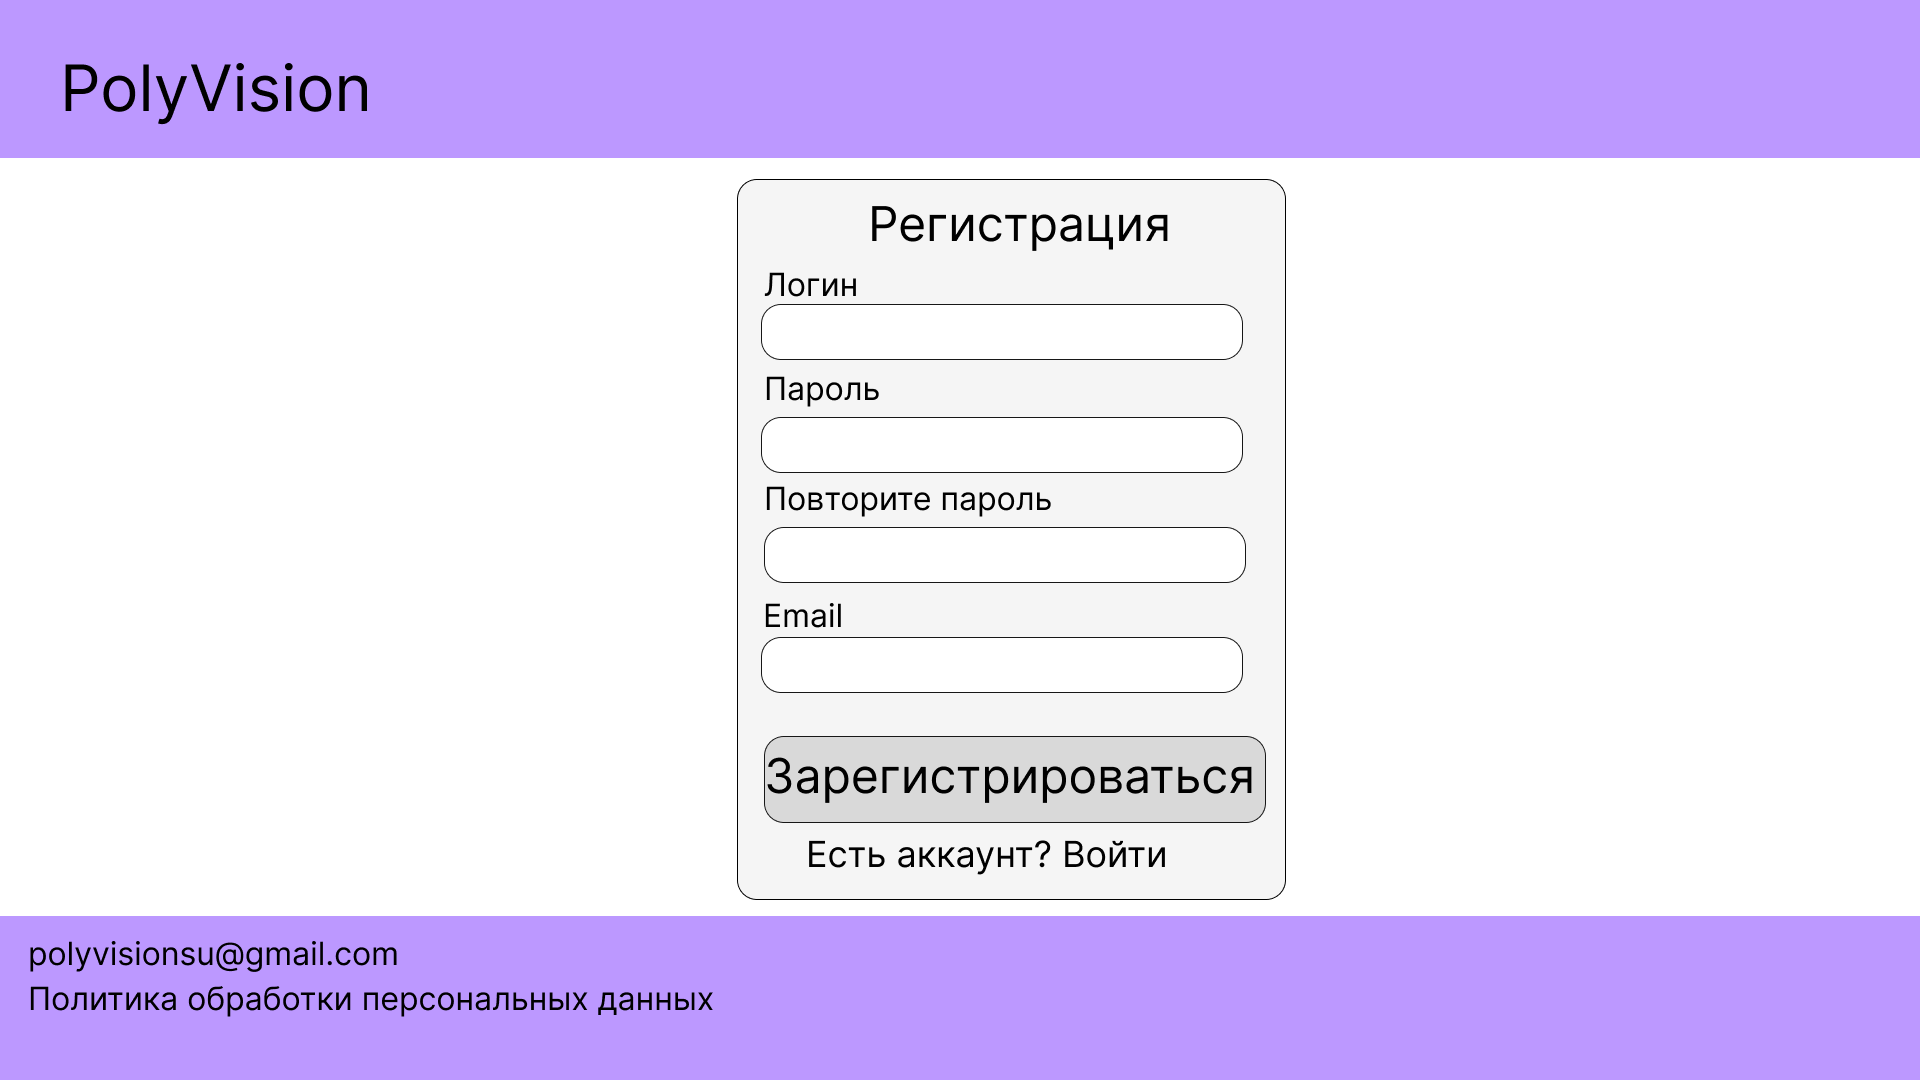 PolyVision
Регистрация
Логин
Пароль
Повторите пароль
Email
Зарегистрироваться
Есть аккаунт? Войти
polyvisionsu@gmail.com
Политика обработки персональных данных